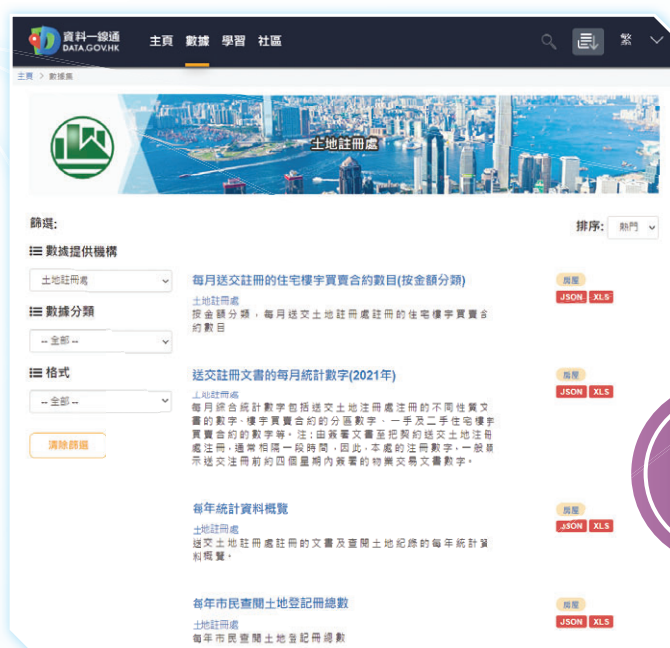 資料一線通
DATA.GOV.HK
主頁 數據 學習 社區
繁
主頁 > 數據集
土地註冊處
篩選:
排序: 熱門
數據提供機構
土地註冊處
數據分類
-- 全部 --
格式
-- 全部 --
清除篩選
每月送交註冊的住宅樓宇買賣合約數目(按金額分類)
土地註冊處
按金額分類，每月送交土地註冊處註冊的住宅樓宇買賣合
約數目
房屋
JSON XLS
送交註冊文書的每月統計數字(2021年)
土地註冊處
每月綜合統計數字包括送交土地注冊處注冊的不同性質文
書的數字、樓宇買賣合約的分區數字、一手及二手住宅樓宇
買賣合約的數字等。注:由簽署文書至把契約送交土地注冊
處注冊,通常相隔一段時間,因此,本處的注冊數字,一般顯
示送交注冊前約四個星期內簽署的物業交易文書數字。
房屋
JSON XLS
每年統計資料概覽
土地註冊處
送交土地註冊處註冊的文書及查閱土地紀錄的每年統計資
料概覽。
房屋
JSON XLS
每年市民查閱土地登記冊總數
土地註冊處
每年市民查閱土地登記冊總數
房屋
JSON XLS